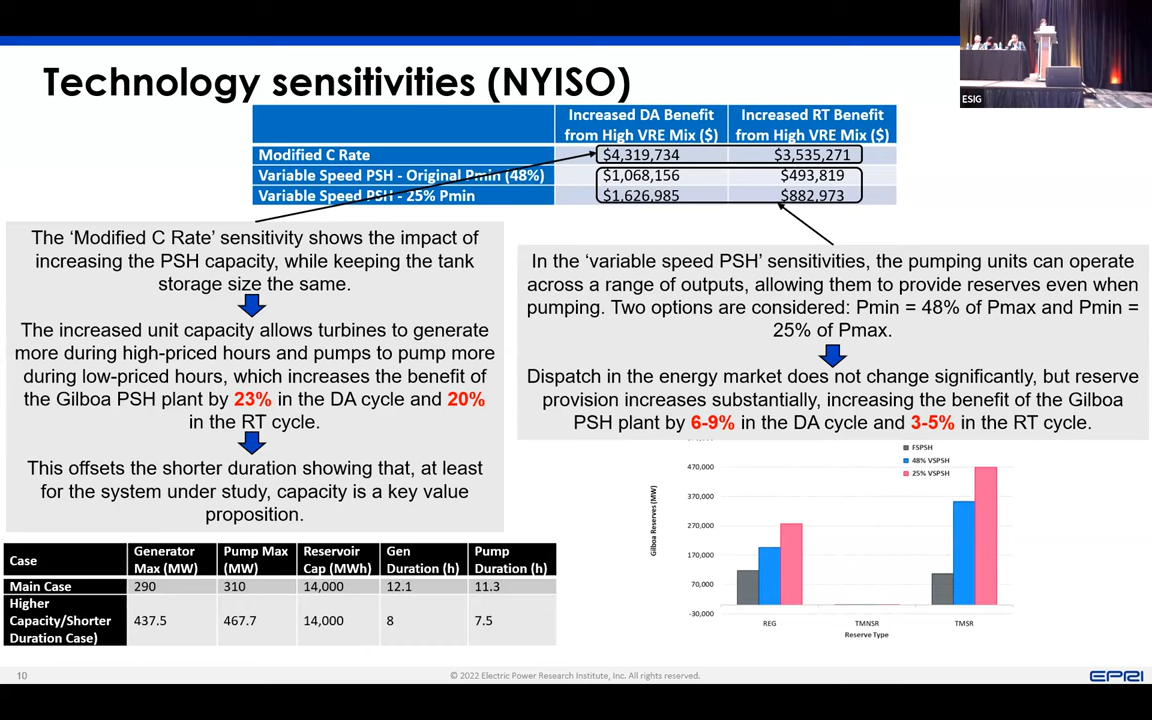 Technology sensitivities (NYISO)
ESIG
Increased DA Benefit from High VRE Mix ($) Increased RT Benefit from High VRE Mix ($)
Modified C Rate $4,319,734 $3,535,271
Variable Speed PSH - Original Pmin (48%) $1,068,156 $493,819
Variable Speed PSH - 25% Pmin $1,626,985 $882,973
The ‘Modified C Rate’ sensitivity shows the impact of
increasing the PSH capacity, while keeping the tank
storage size the same.
The increased unit capacity allows turbines to generate
more during high-priced hours and pumps to pump more
during low-priced hours, which increases the benefit of
the Gilboa PSH plant by 23% in the DA cycle and 20%
in the RT cycle.
This offsets the shorter duration showing that, at least
for the system under study, capacity is a key value
proposition.
In the ‘variable speed PSH’ sensitivities, the pumping units can operate
across a range of outputs, allowing them to provide reserves even when
pumping. Two options are considered: Pmin = 48% of Pmax and Pmin =
25% of Pmax.
Dispatch in the energy market does not change significantly, but reserve
provision increases substantially, increasing the benefit of the Gilboa
PSH plant by 6-9% in the DA cycle and 3-5% in the RT cycle.
Case Generator Max (MW) Pump Max (MW) Reservoir Cap (MWh) Gen Duration (h) Pump Duration (h)
Main Case 290 310 14,000 12.1 11.3
Higher Capacity/Shorter Duration Case) 437.5 467.7 14,000 8 7.5
FSPSH
48% VSPSH
25% VSPSH
Gilboa Reserves (MW)
470,000
370,000
270,000
170,000
70,000
-30,000
REG TMNSR TMSR
Reserve Type
10
© 2022 Electric Power Research Institute, Inc. All rights reserved.
EPRI